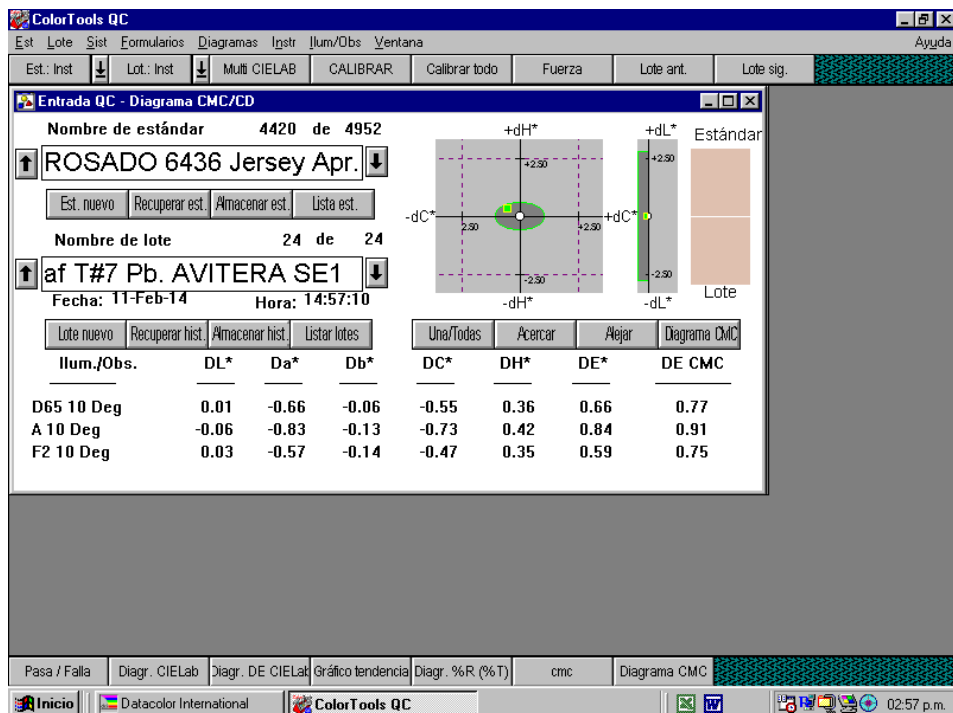 ColorTools QC
Est Lote Sist Formularios Diagramas Instr Ilum/Obs Ventana Ayuda
Est.: Inst Lot.: Inst Multi CIELAB CALIBRAR Calibrar todo Fuerza Lote ant. Lote sig.
Entrada QC - Diagrama CMC/CD
Nombre de estándar 4420 de 4952
ROSADO 6436 Jersey Apr.
Est. nuevo Recuperar est. Almacenar est. Lista est.
Nombre de lote 24 de 24
af T#7 Pb. AVITERA SE1
Fecha: 11-Feb-14 Hora: 14:57:10
Lote nuevo Recuperar hist. Almacenar hist. Listar lotes
+dH*
+2.50
-dC* 2.50 +2.50 +dC*
-2.50
-dH*
+dL*
+2.50
-2.50
-dL*
Estándar
Lote
Una/Todas Acercar Alejar Diagrama CMC
Ilum./Obs. DL* Da* Db* DC* DH* DE* DE CMC
D65 10 Deg 0.01 -0.66 -0.06 -0.55 0.36 0.66 0.77
A 10 Deg -0.06 -0.83 -0.13 -0.73 0.42 0.84 0.91
F2 10 Deg 0.03 -0.57 -0.14 -0.47 0.35 0.59 0.75
Pasa / Falla Diagr. CIELab Diagr. DE CIELab Gráfico tendencia Diagr. %R (%T) cmc Diagrama CMC
Inicio Datacolor International ColorTools QC 02:57 p.m.